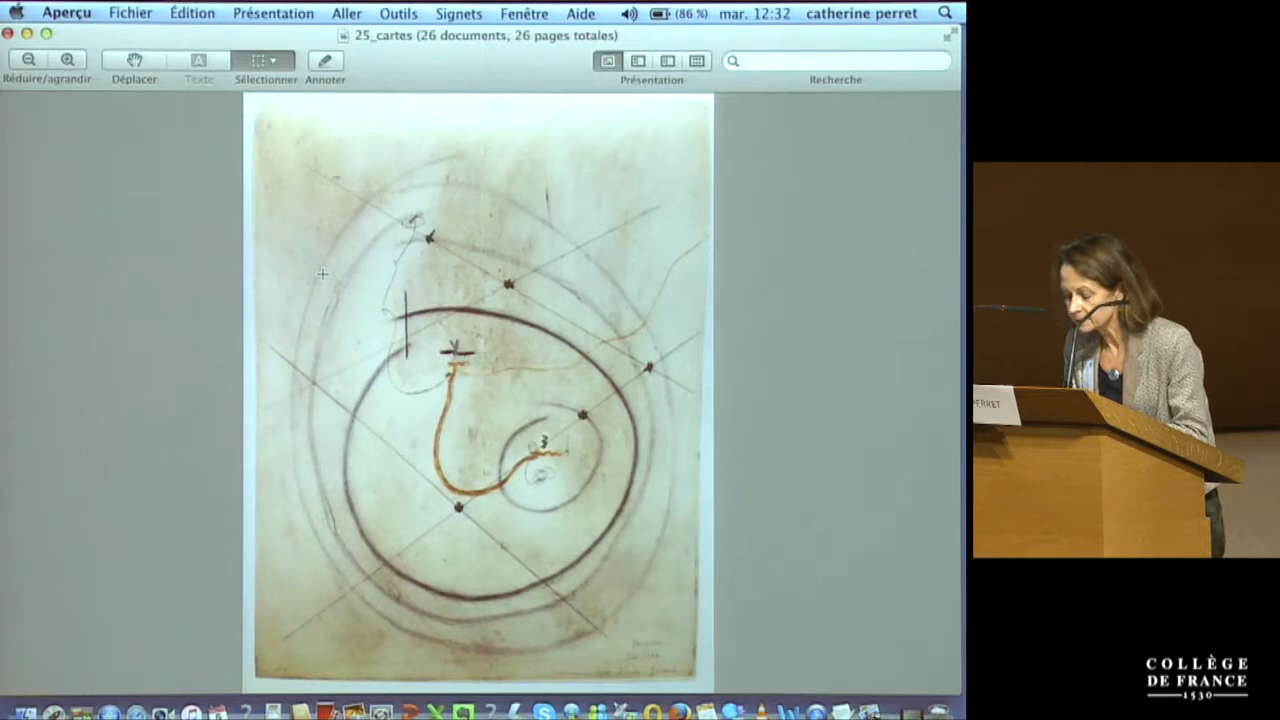 Aperçu Fichier Édition Présentation Aller Outils Signets Fenêtre Aide (86 %) mar. 12:32 catherine perret
25_cartes (26 documents, 26 pages totales)
Réduire/agrandir Déplacer Texte Sélectionner Annoter Présentation Recherche
PERRET
COLLÈGE
DE FRANCE
1530